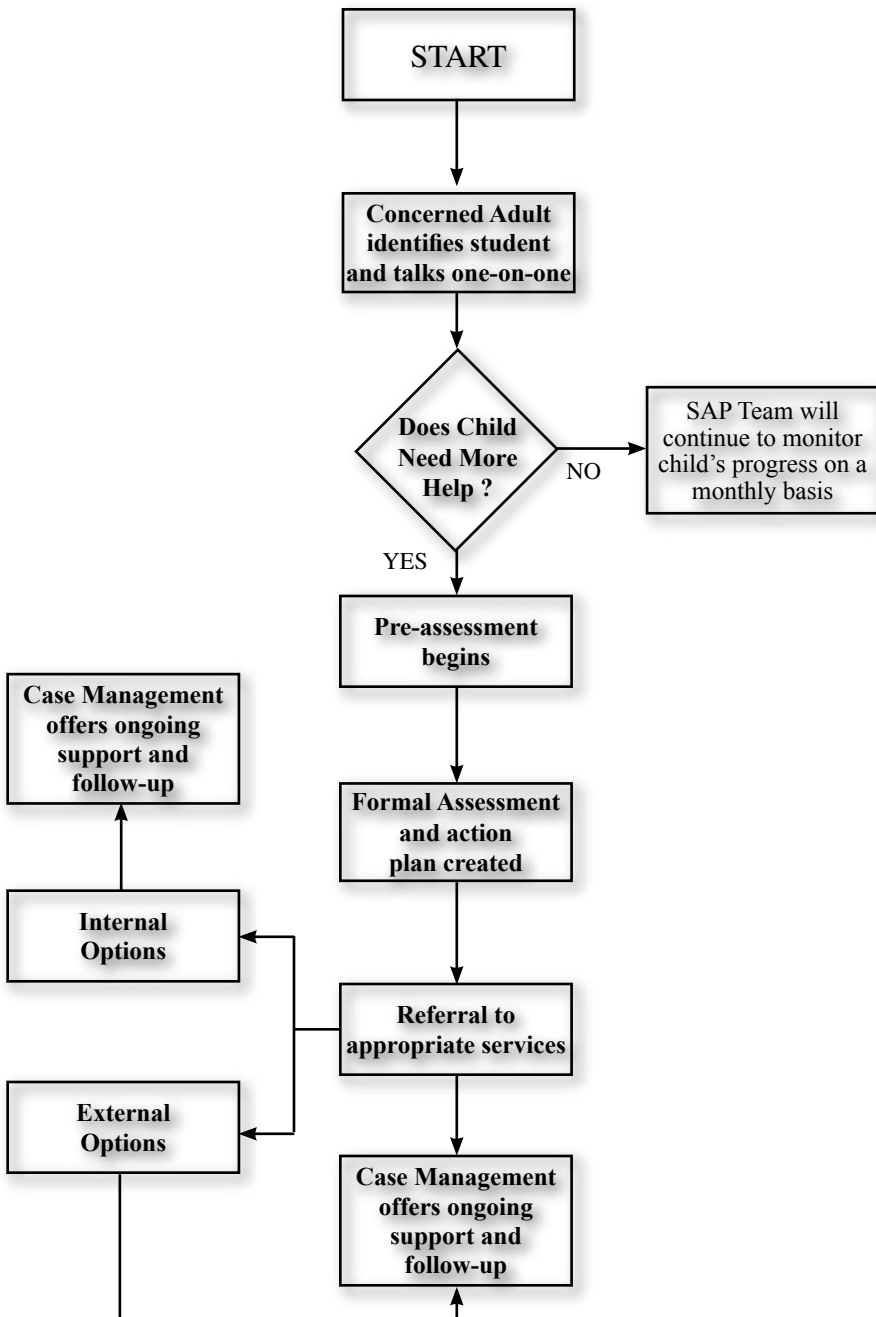 START
Concerned Adult
identifies student
and talks one-on-one
Does Child
Need More
Help ?
NO
SAP Team will
continue to monitor
child’s progress on a
monthly basis
YES
Pre-assessment
begins
Case Management
offers ongoing
support and
follow-up
Formal Assessment
and action
plan created
Internal
Options
Referral to
appropriate services
External
Options
Case Management
offers ongoing
support and
follow-up